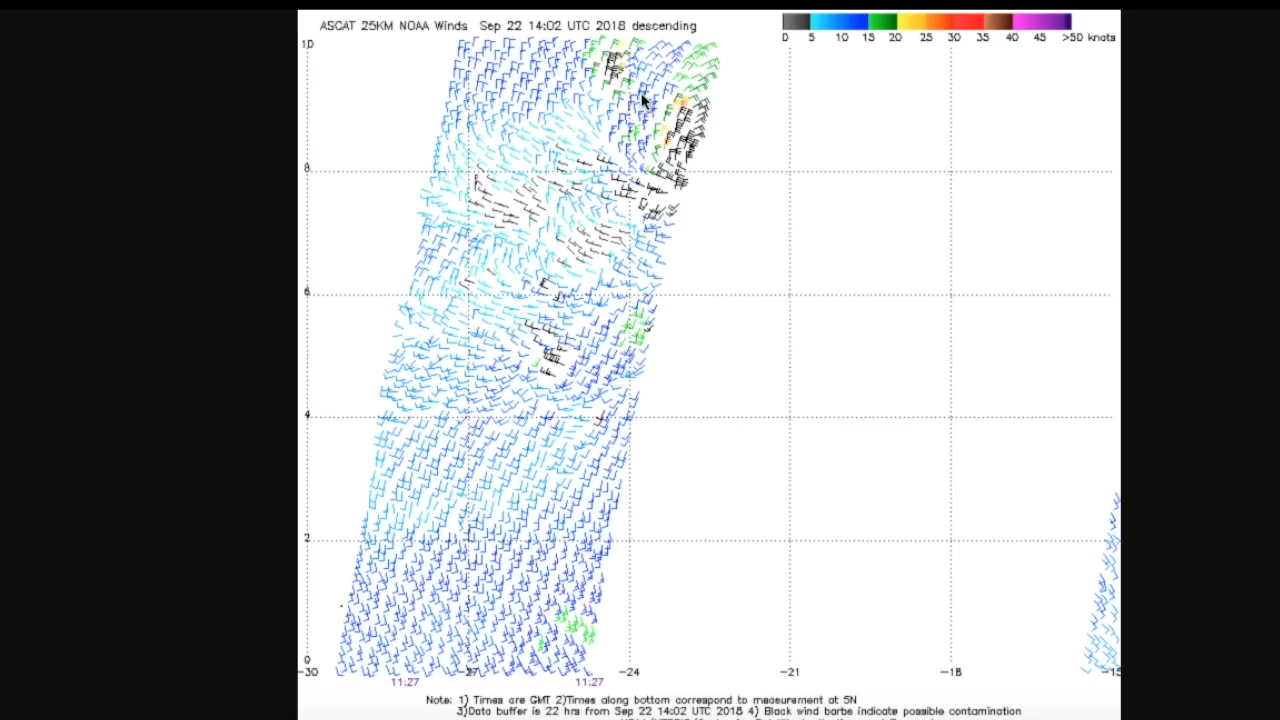 ASCAT 25KM NOAA Winds Sep 22 14:02 UTC 2018 descending
0 5 10 15 20 25 30 35 40 45 >50 knots
10
8
6
4
2
0
-30 -27 -24 -21 -18 -15
11:27 11:27
Note: 1) Times are GMT 2)Times along bottom correspond to measurement at 5N
3)Data buffer is 22 hrs from Sep 22 14:02 UTC 2018 4) Black wind barbs indicate possible contamination